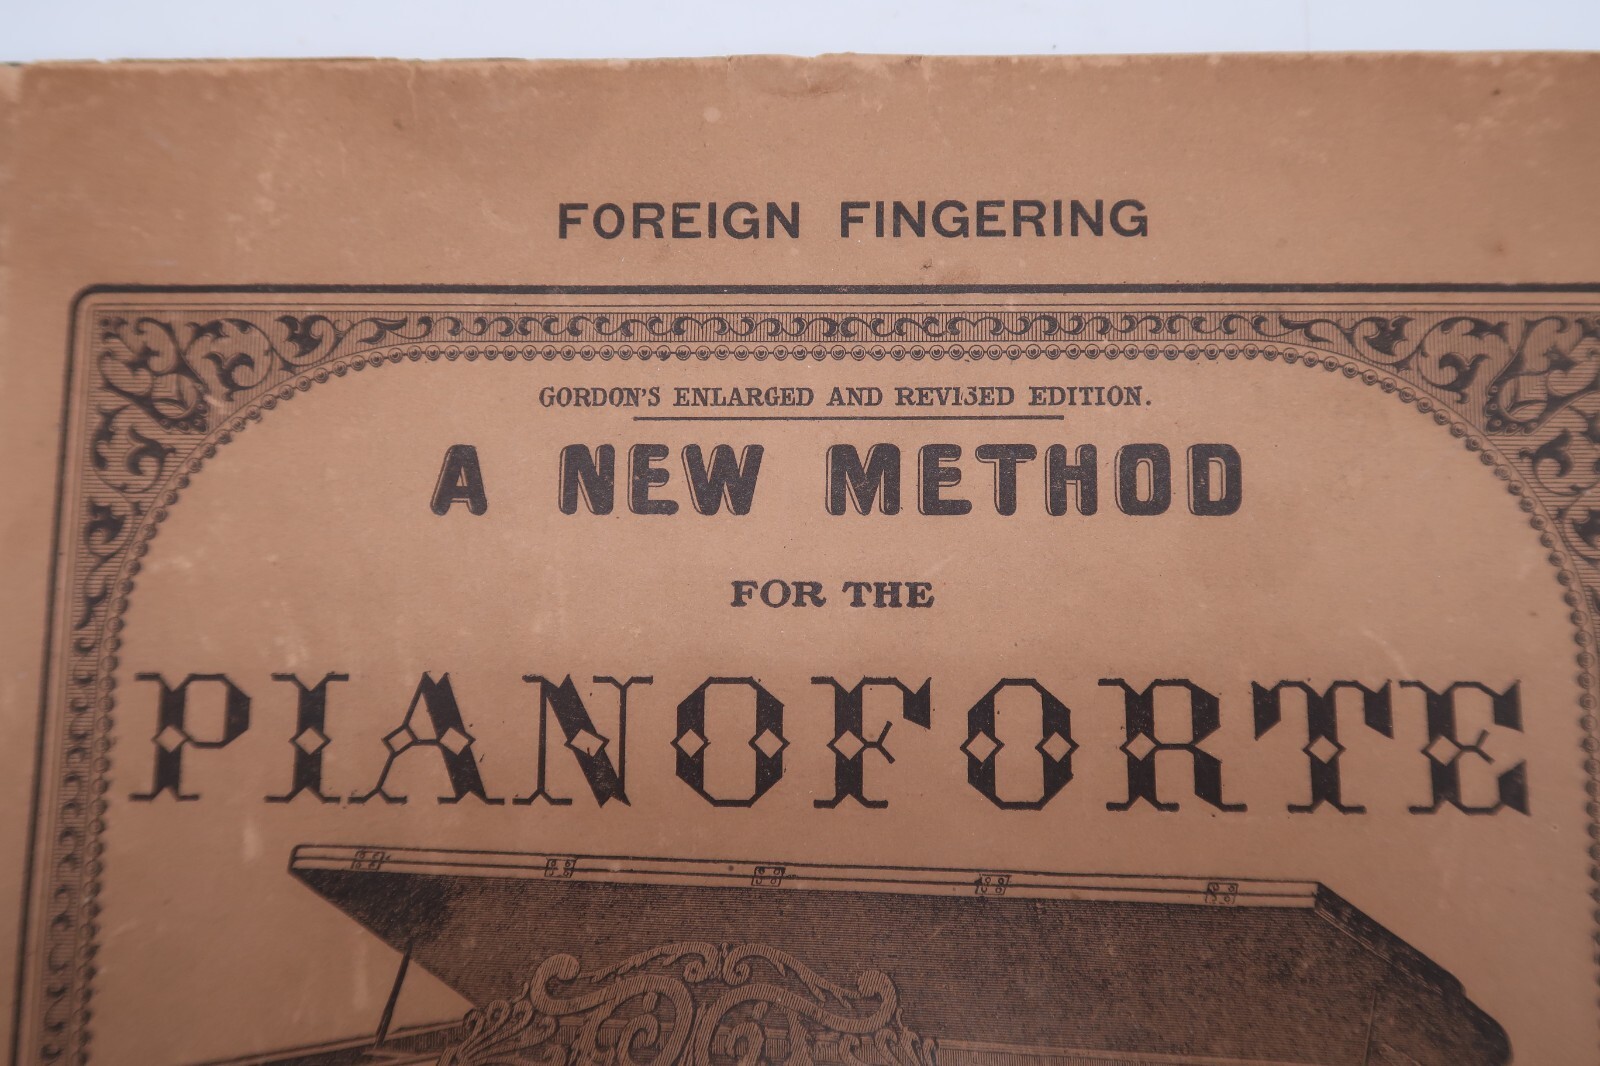 FOREIGN FINGERING
GORDON'S ENLARGED AND REVISED EDITION.
A NEW METHOD
FOR THE
PIANOFORTE